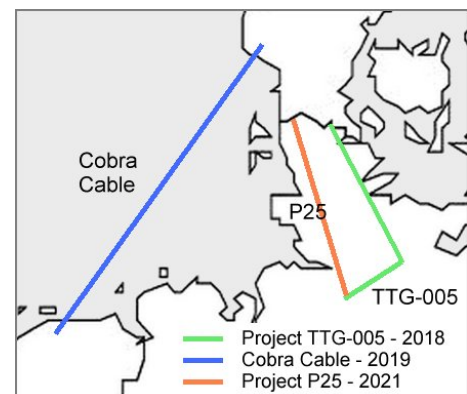 Cobra
Cable
P25
TTG-005
Project TTG-005 - 2018
Cobra Cable - 2019
Project P25 - 2021